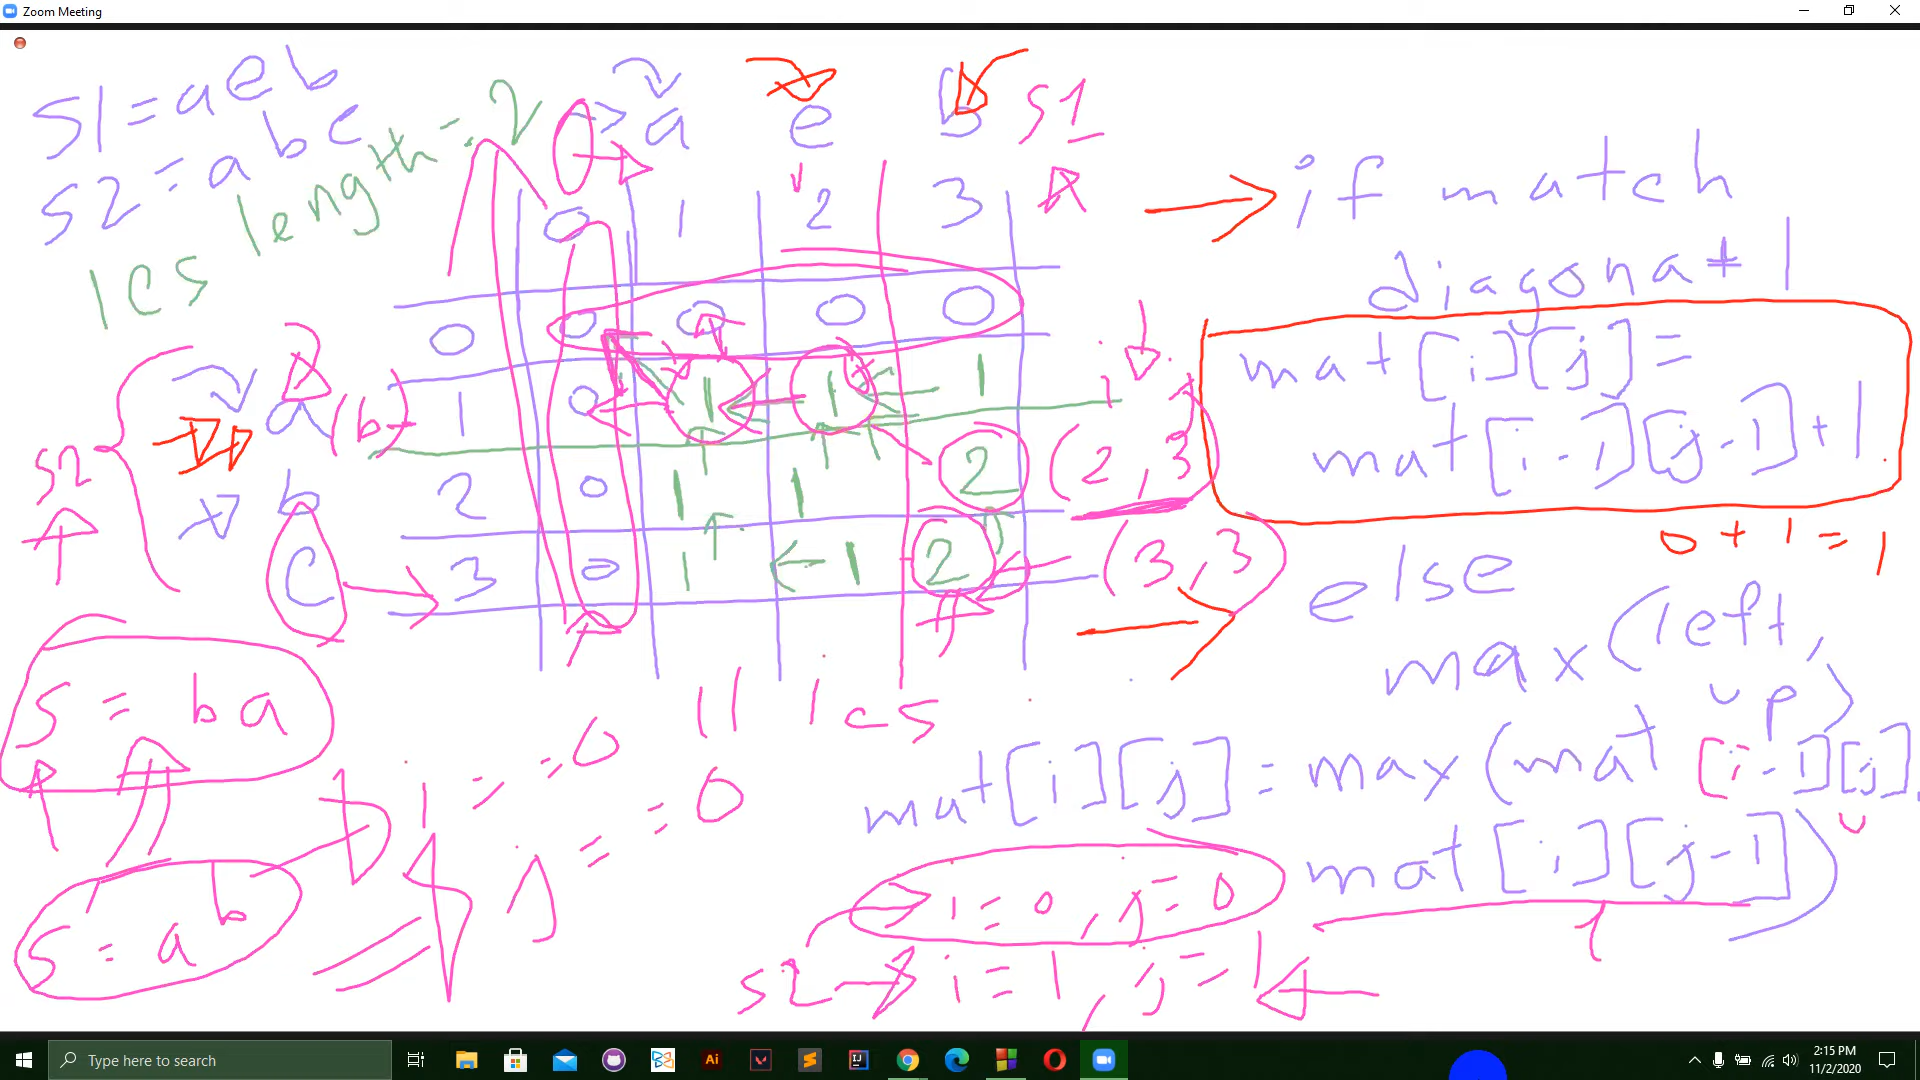 Zoom Meeting
S1 = aeb
S2 = abc
lcs length = 2
a e b S1
0 1 2 3
0 0 0 0 0
a (b) 1 0 1 1 1
S2
b 2 0 1 1 2 (2,3)
c 3 0 1 1 2 (3,3)
if match
diagonal + 1
mat[i][j] =
mat[i-1][j-1]+1
0 + 1 = 1
else
max(left,
up)
mat[i][j] = max(mat[i-1][j],
mat[i][j-1])
1
S = ba
// lcs
i == 0
j == 0
S = ab
i = 0, j = 0
S2 → i = 1, j = 1
Type here to search
Ai
IJ
2:15 PM
11/2/2020